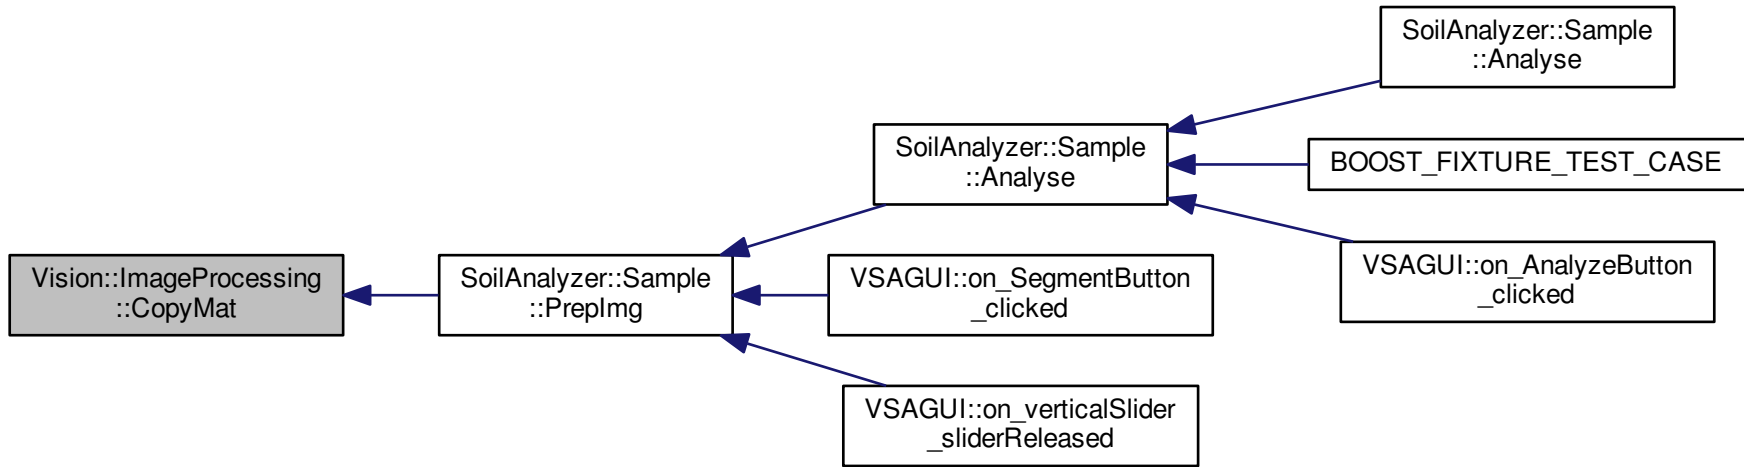 SoilAnalyzer::Sample
::Analyse
SoilAnalyzer::Sample
::Analyse
BOOST_FIXTURE_TEST_CASE
Vision::ImageProcessing
::CopyMat
SoilAnalyzer::Sample
::PrepImg
VSAGUI::on_SegmentButton
_clicked
VSAGUI::on_AnalyzeButton
_clicked
VSAGUI::on_verticalSlider
_sliderReleased